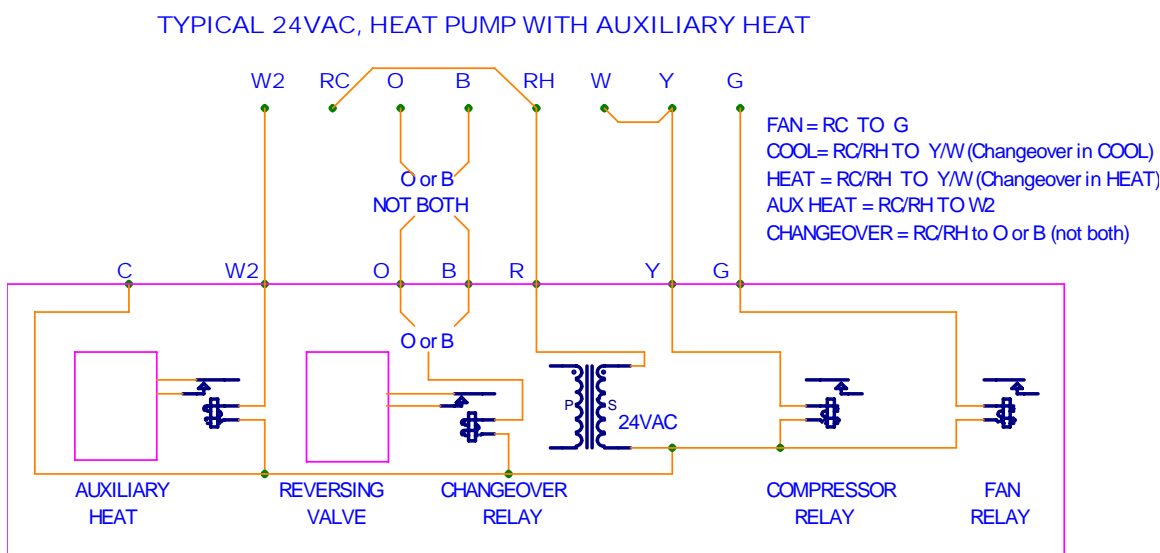 TYPICAL 24VAC, HEAT PUMP WITH AUXILIARY HEAT
W2 RC O B RH W Y G
FAN = RC TO G
COOL= RC/RH TO Y/W (Changeover in COOL)
HEAT = RC/RH TO Y/W (Changeover in HEAT)
AUX HEAT = RC/RH TO W2
CHANGEOVER = RC/RH to O or B (not both)
O or B
NOT BOTH
C W2 O B R Y G
O or B
P S
24VAC
AUXILIARY
HEAT
REVERSING
VALVE
CHANGEOVER
RELAY
COMPRESSOR
RELAY
FAN
RELAY